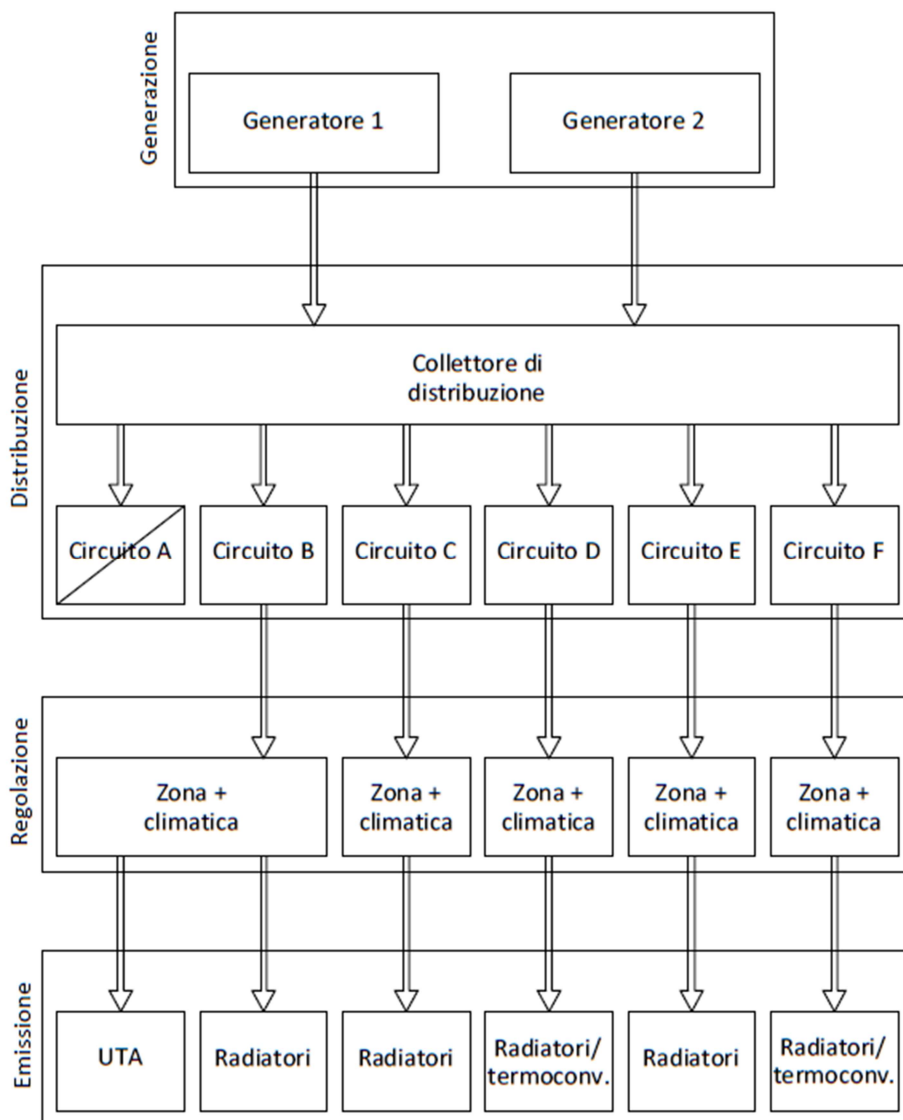 Generazione
Generatore 1
Generatore 2
Distribuzione
Collettore di
distribuzione
Circuito A
Circuito B
Circuito C
Circuito D
Circuito E
Circuito F
Regolazione
Zona +
climatica
Zona +
climatica
Zona +
climatica
Zona +
climatica
Zona +
climatica
Emissione
UTA
Radiatori
Radiatori
Radiatori/
termoconv.
Radiatori
Radiatori/
termoconv.